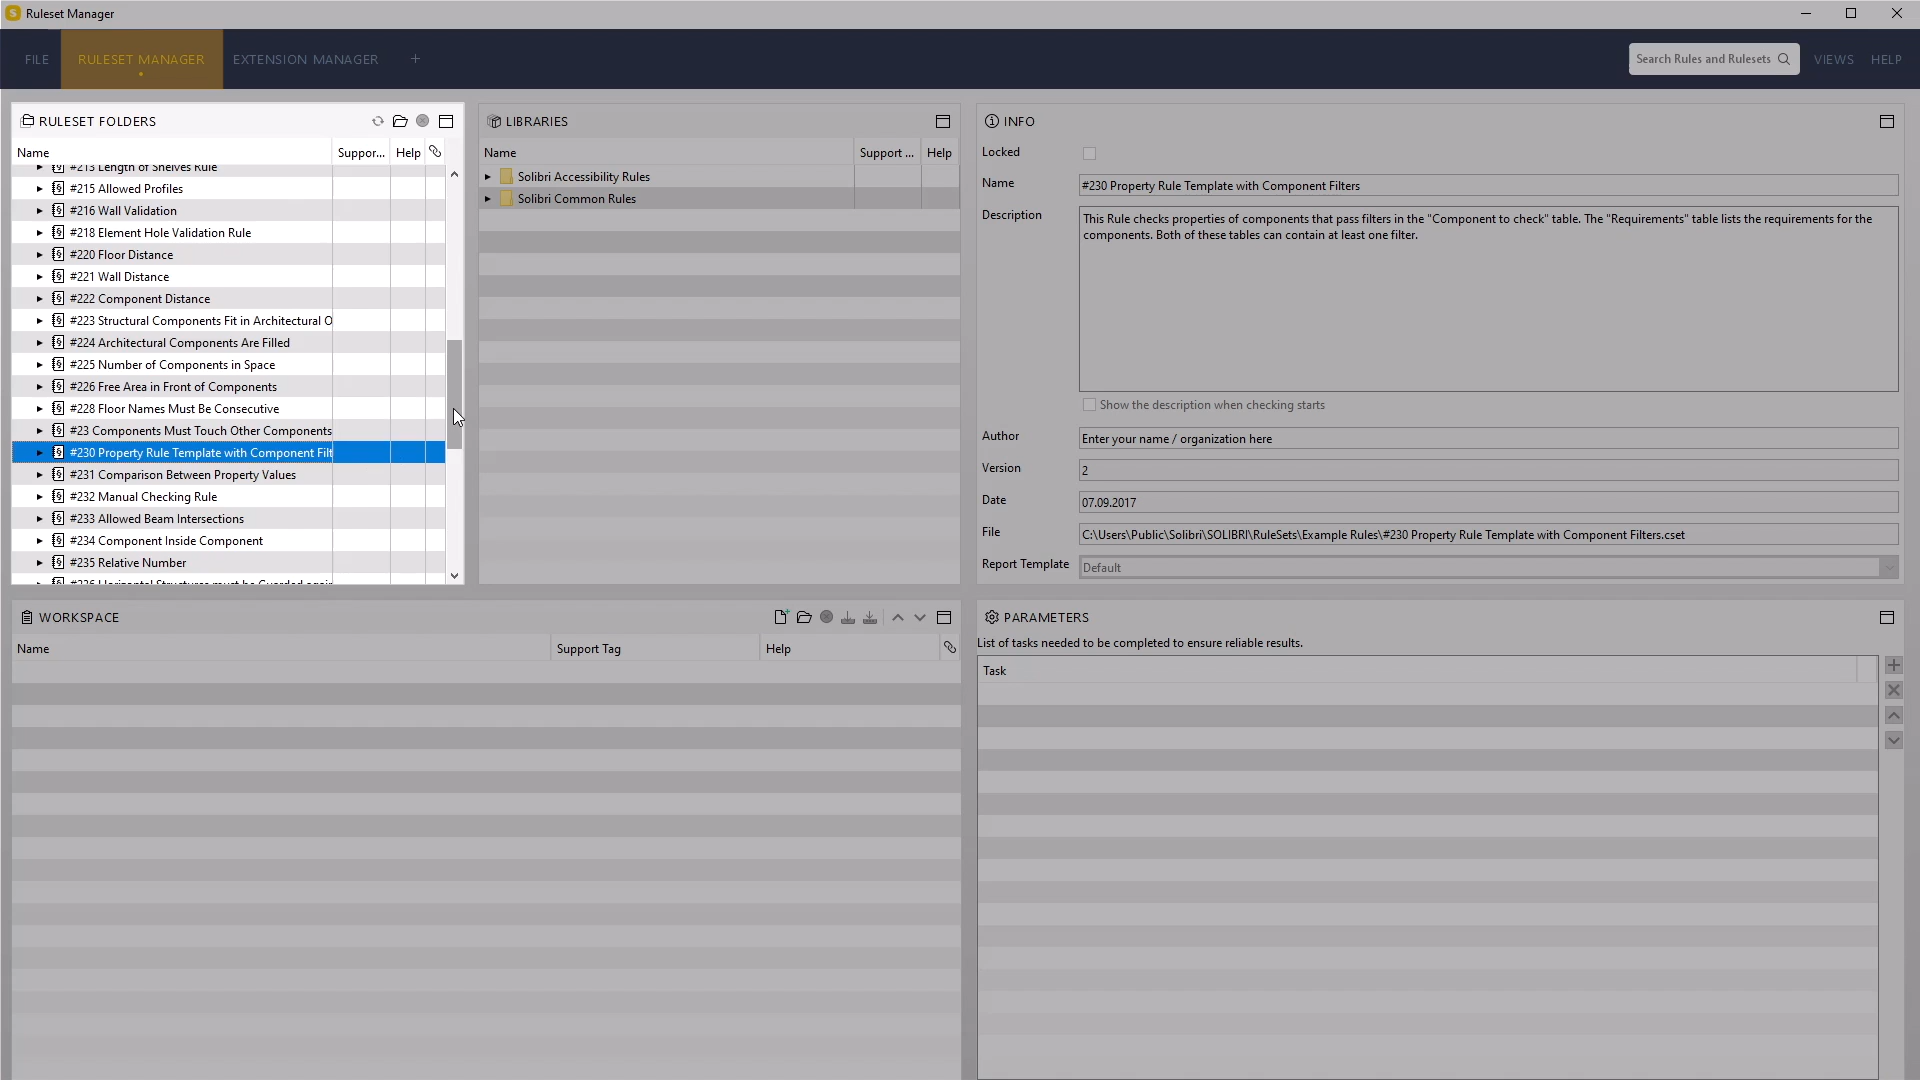 Ruleset Manager
FILE
RULESET MANAGER
EXTENSION MANAGER
+
Search Rules and Rulesets
VIEWS
HELP
RULESET FOLDERS
Name
Suppor...
Help
#213 Length of Shelves Rule
#215 Allowed Profiles
#216 Wall Validation
#218 Element Hole Validation Rule
#220 Floor Distance
#221 Wall Distance
#222 Component Distance
#223 Structural Components Fit in Architectural O
#224 Architectural Components Are Filled
#225 Number of Components in Space
#226 Free Area in Front of Components
#228 Floor Names Must Be Consecutive
#23 Components Must Touch Other Components
#230 Property Rule Template with Component Filt
#231 Comparison Between Property Values
#232 Manual Checking Rule
#233 Allowed Beam Intersections
#234 Component Inside Component
#235 Relative Number
LIBRARIES
Name
Support ...
Help
Solibri Accessibility Rules
Solibri Common Rules
INFO
Locked
Name
#230 Property Rule Template with Component Filters
Description
This Rule checks properties of components that pass filters in the "Component to check" table. The "Requirements" table lists the requirements for the
components. Both of these tables can contain at least one filter.
Show the description when checking starts
Author
Enter your name / organization here
Version
2
Date
07.09.2017
File
C:\Users\Public\Solibri\SOLIBRI\RuleSets\Example Rules\#230 Property Rule Template with Component Filters.cset
Report Template
Default
WORKSPACE
Name
Support Tag
Help
PARAMETERS
List of tasks needed to be completed to ensure reliable results.
Task